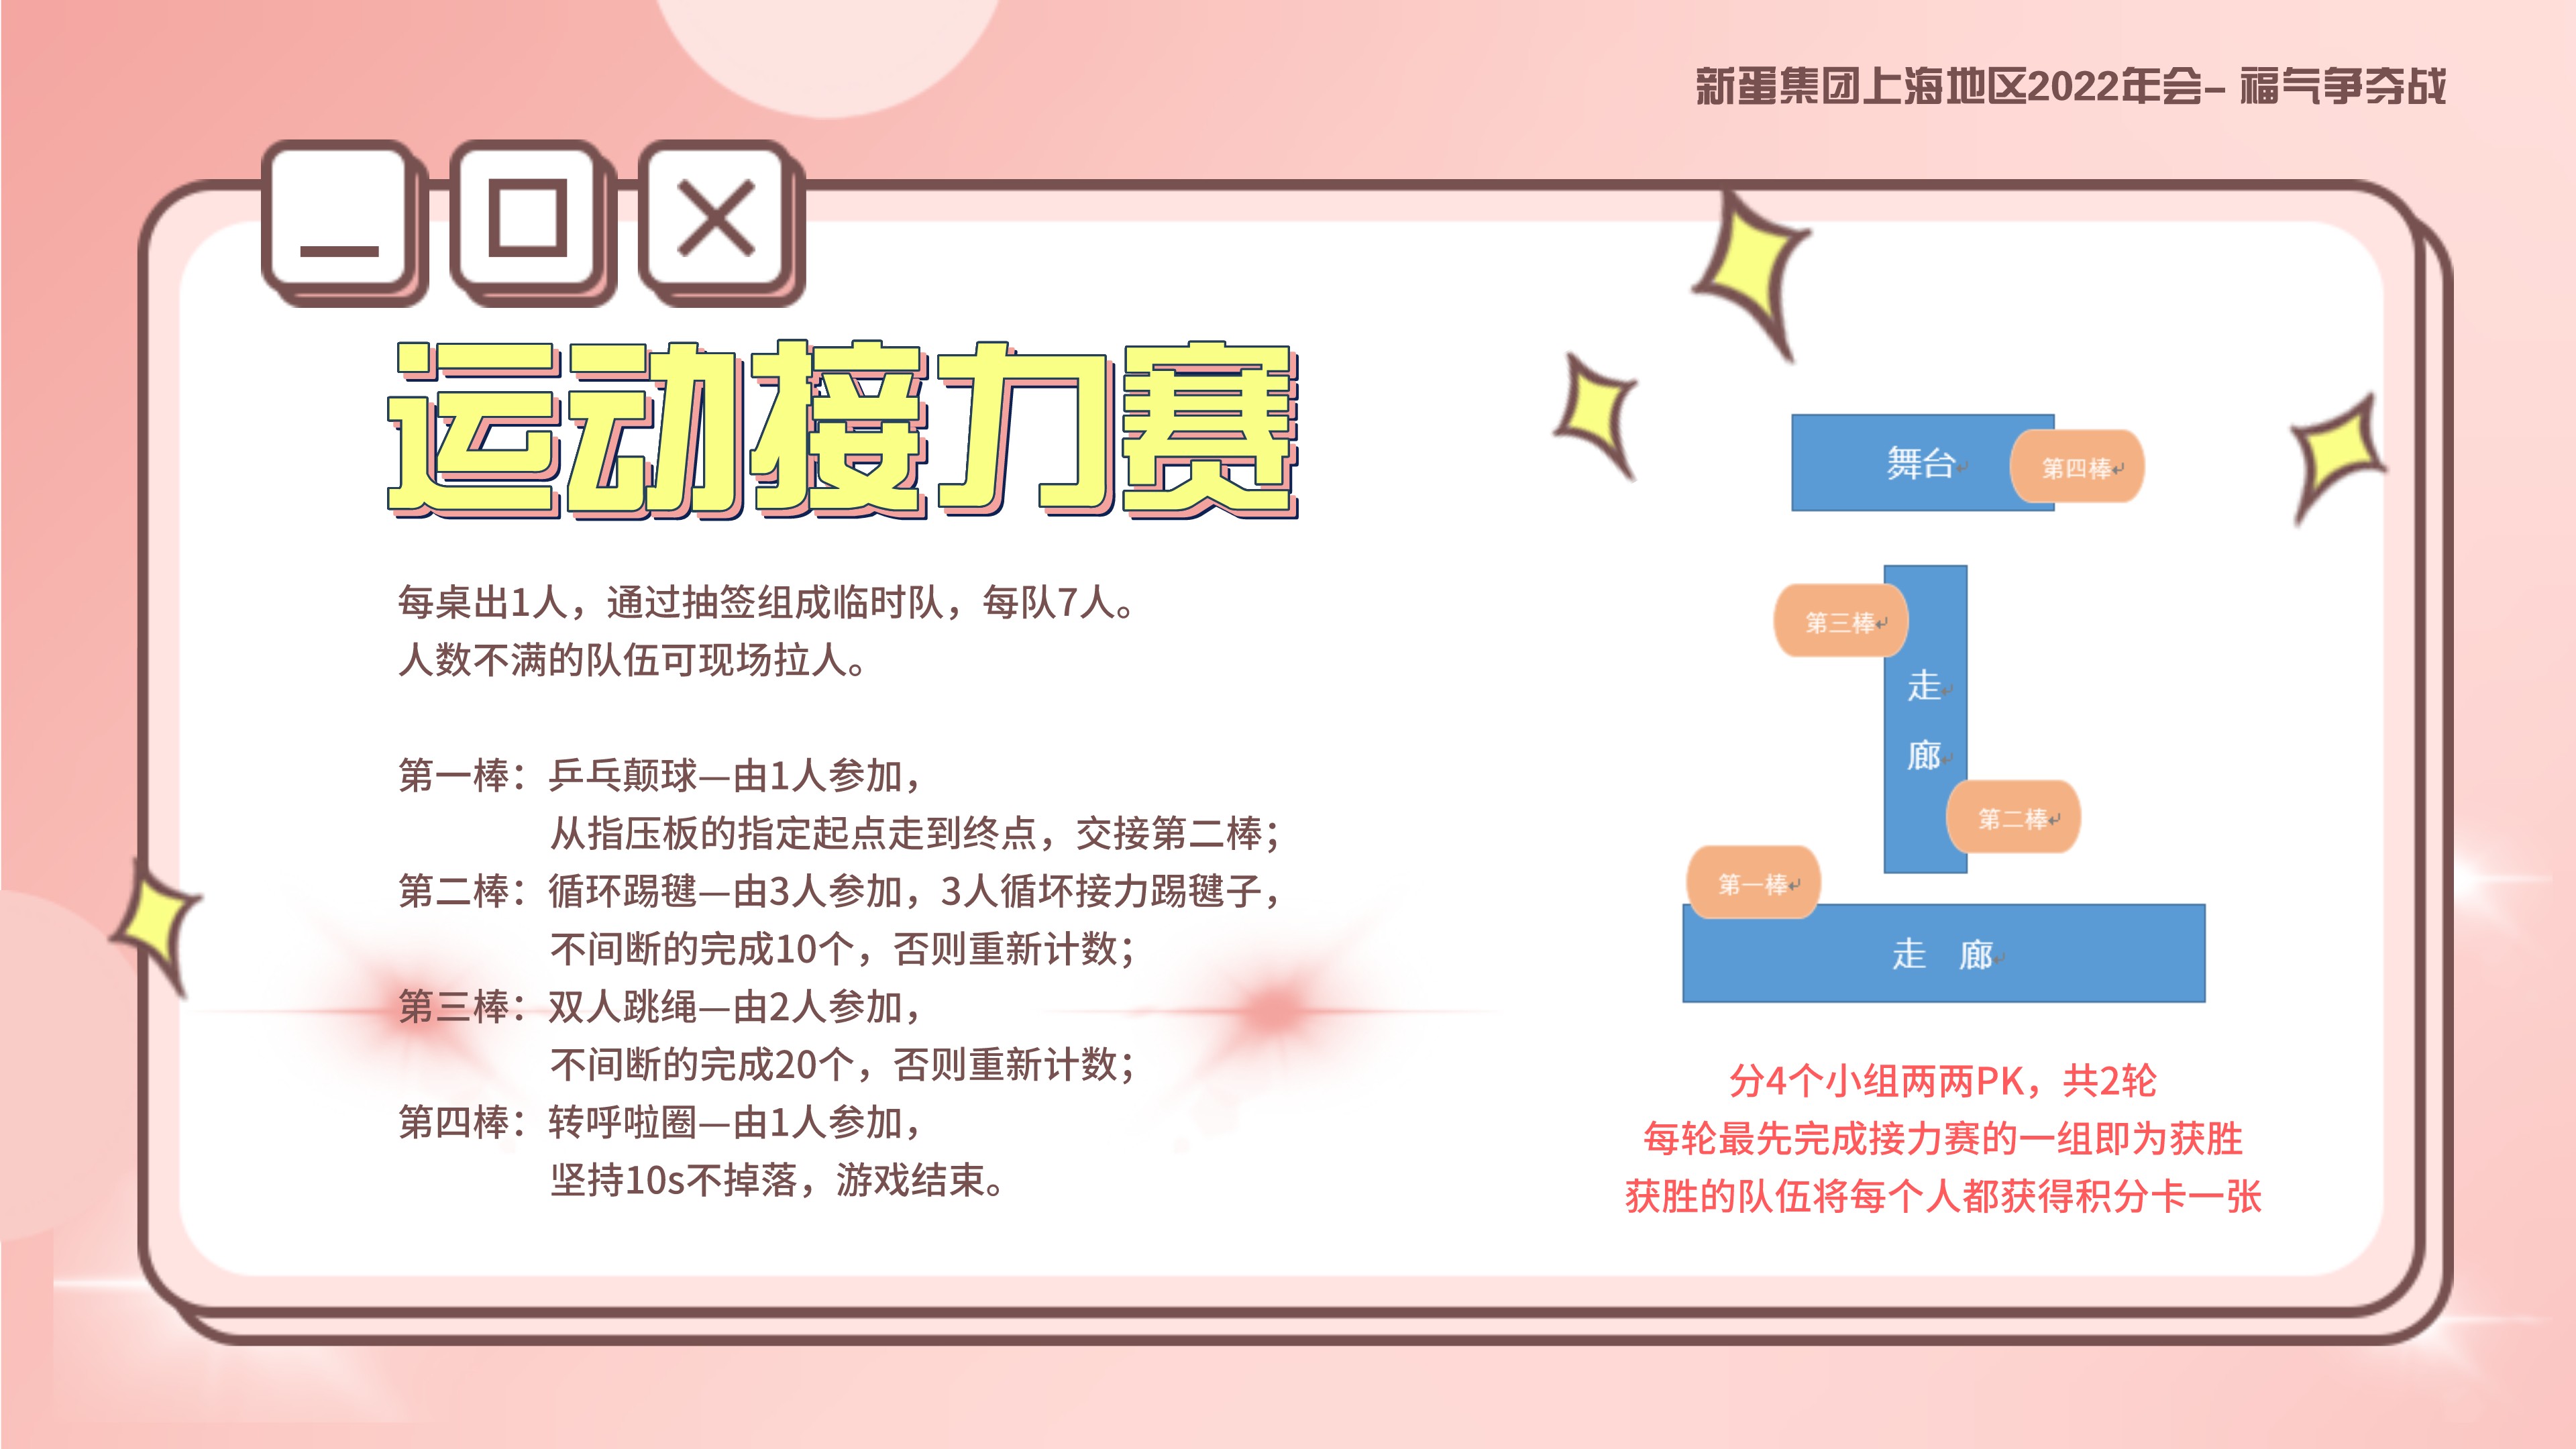 新蛋集团上海地区2022年会- 福气争夺战
运动接力赛
每桌出1人，通过抽签组成临时队，每队7人。
人数不满的队伍可现场拉人。
第一棒：乒乓颠球—由1人参加，
从指压板的指定起点走到终点，交接第二棒；
第二棒：循环踢毽—由3人参加，3人循坏接力踢毽子，
不间断的完成10个，否则重新计数；
第三棒：双人跳绳—由2人参加，
不间断的完成20个，否则重新计数；
第四棒：转呼啦圈—由1人参加，
坚持10s不掉落，游戏结束。
舞台
第四棒
第三棒
走
廊
第二棒
第一棒
走 廊
分4个小组两两PK，共2轮
每轮最先完成接力赛的一组即为获胜
获胜的队伍将每个人都获得积分卡一张